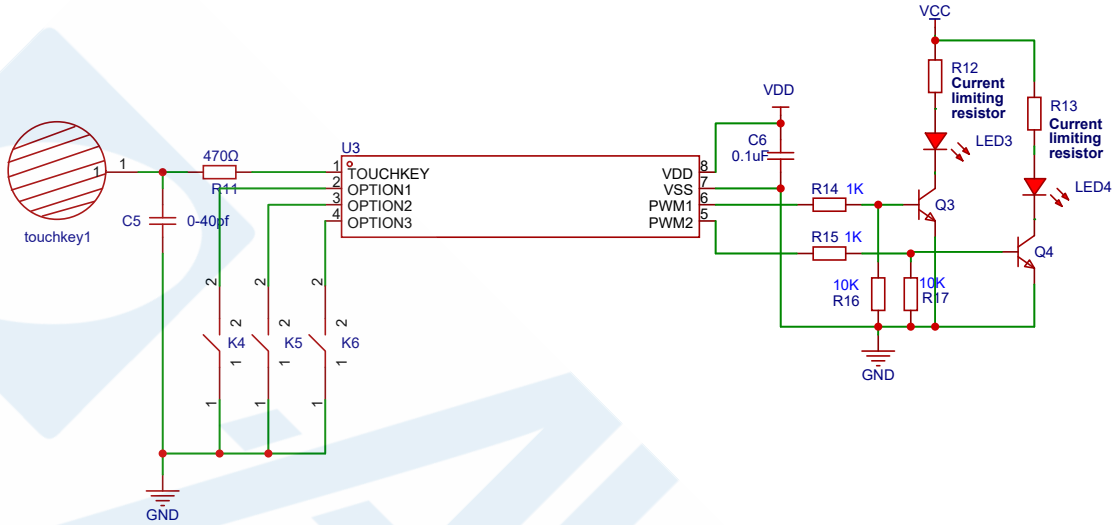 VCC
R12
Current
limiting
resistor
R13
Current
limiting
resistor
VDD
C6
0.1uF
LED3
LED4
470Ω
R11
U3
1
1
1
TOUCHKEY
2
OPTION1
3
OPTION2
4
OPTION3
VDD
8
VSS
7
PWM1
6
PWM2
5
R14 1K
Q3
C5
0-40pf
touchkey1
R15 1K
Q4
10K
R16
10K
R17
2
2
2
2
K4
2
K5
2
K6
1
1
1
1
1
1
GND
GND